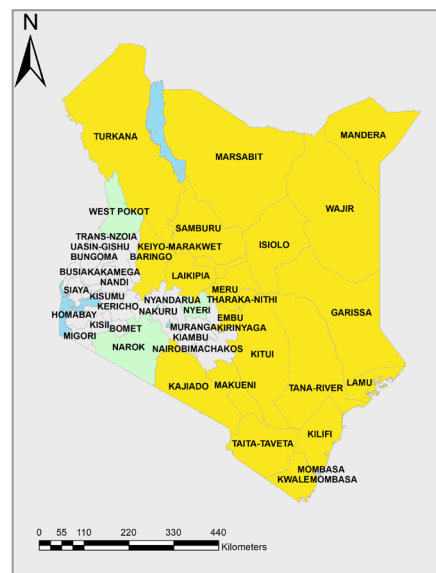 N
MANDERA
TURKANA
MARSABIT
WAJIR
WEST POKOT
SAMBURU
TRANS-NZOIA
UASIN-GISHU KEIYO-MARAKWET
ISIOLO
BUNGOMA BARINGO
BUSIAKAKAMEGA LAIKIPIA
NANDI
SIAYA
MERU
KISUMU NYANDARUA THARAKA-NITHI
KERICHO NAKURU NYERI
GARISSA
HOMABAY EMBU
KISII MURANGA KIRINYAGA
MIGORI BOMET KIAMBU
NAROK NAIROBIMACHAKOS KITUI
KAJIADO MAKUENI TANA-RIVER LAMU
TAITA-TAVETA KILIFI
MOMBASA
KWALEMOMBASA
0 55 110 220 330 440
Kilometers